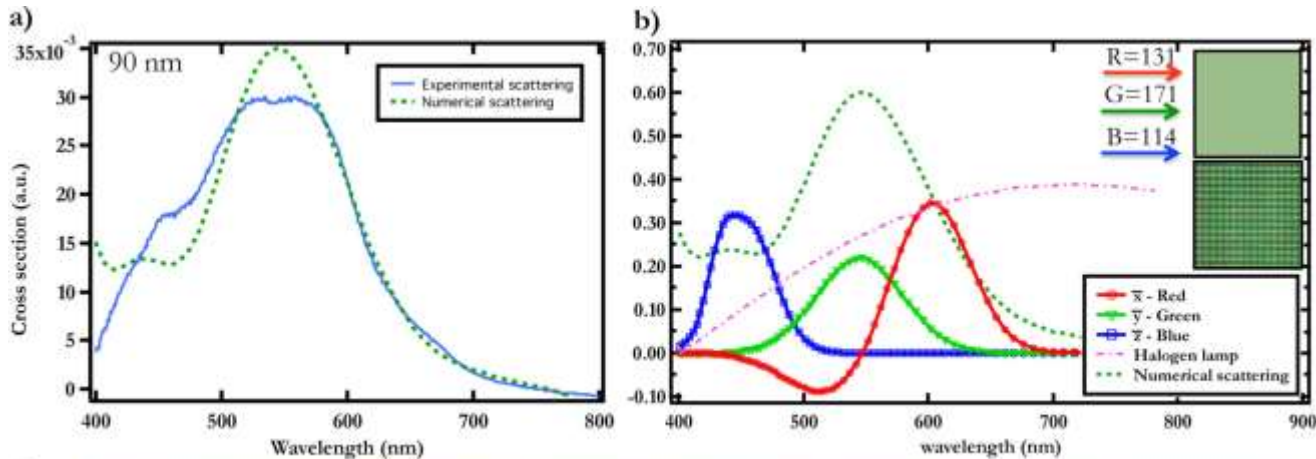 a)
35x10⁻³
30
25
20
15
10
5
0
Cross section (a.u.)
90 nm
Experimental scattering
Numerical scattering
400
500
600
700
800
Wavelength (nm)
b)
0.70
0.60
0.50
0.40
0.30
0.20
0.10
0.00
-0.10
R=131
G=171
B=114
x̅ - Red
y̅ - Green
z̅ - Blue
Halogen lamp
Numerical scattering
400
500
600
700
800
900
wavelength (nm)